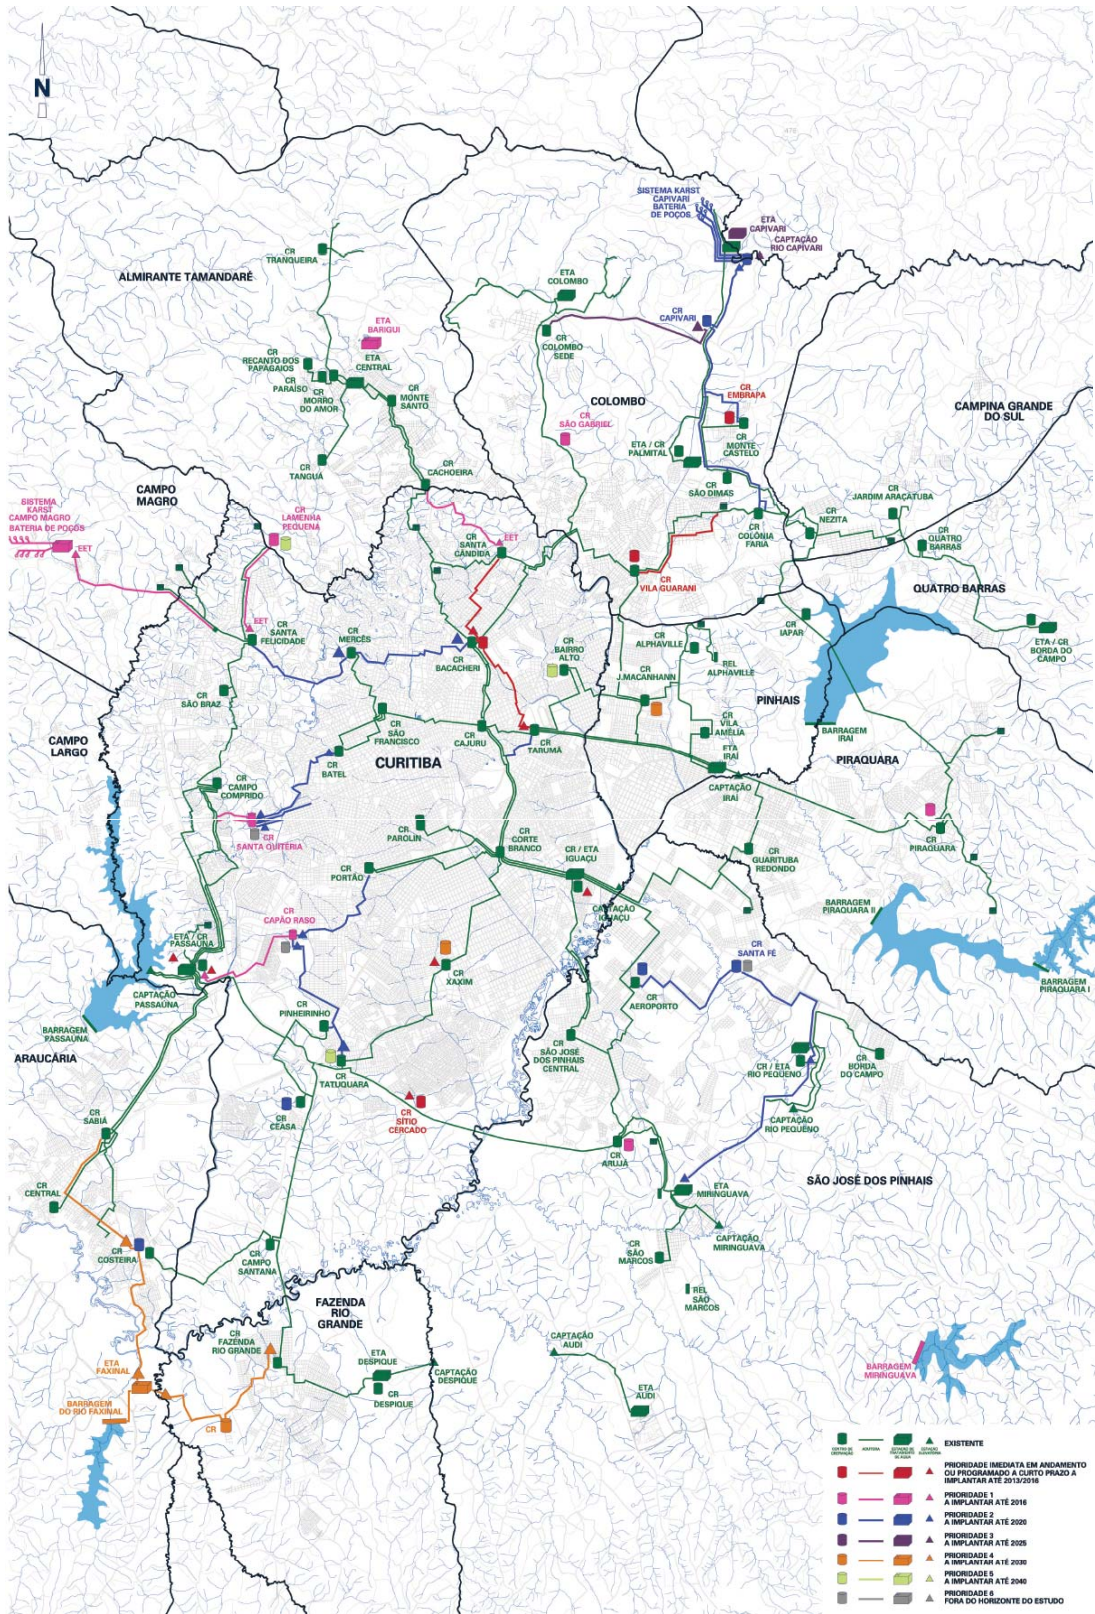 N
470
SISTEMA KARST
CAPIVARI
BATERIA
DE POÇOS
ETA
CAPIVARI
CAPTAÇÃO
RIO CAPIVARI
CR
TRANQUEIRA
ALMIRANTE TAMANDARÉ
ETA
COLOMBO
CR
CAPIVARI
ETA
BARIGUI
CR
COLOMBO
SEDE
CR
RECANTO DOS
PAPAGAIOS
ETA
CENTRAL
CR
PARAÍSO
CR
MORRO
DO AMOR
CR
MONTE
SANTO
CR
EMBRAPA
COLOMBO
CAMPINA GRANDE
DO SUL
CR
SÃO GABRIEL
CR
MONTE
CASTELO
ETA / CR
PALMITAL
CR
TANGUÁ
CR
CACHOEIRA
CR
SÃO DIMAS
CR
JARDIM ARAÇATUBA
CAMPO
MAGRO
SISTEMA
KARST
CAMPO MAGRO
BATERIA DE POÇOS
EET
CR
LAMENHA
PEQUENA
CR
NEZITA
CR
COLÔNIA
FARIA
CR
QUATRO
BARRAS
EET
CR
SANTA
CÂNDIDA
CR
VILA GUARANI
QUATRO BARRAS
EET
CR
SANTA
FELICIDADE
CR
MERCÊS
CR
BACACHERI
CR
BAIRRO
ALTO
CR
ALPHAVILLE
CR
IAPAR
ETA / CR
BORDA DO
CAMPO
REL
ALPHAVILLE
CR
J.MACANHANN
CR
SÃO BRAZ
PINHAIS
CR
VILA
AMÉLIA
BARRAGEM
IRAI
CR
SÃO
FRANCISCO
CR
CAJURU
CR
TARUMÃ
ETA
IRAÍ
PIRAQUARA
CAMPO
LARGO
CR
BATEL
CURITIBA
CR
CAMPO
COMPRIDO
CAPTAÇÃO
IRAÍ
CR
SANTA QUITÉRIA
CR
PAROLIN
CR
CORTE
BRANCO
CR
PIRAQUARA
CR
PORTÃO
CR / ETA
IGUAÇU
CR
GUARITUBA
REDONDO
CAPTAÇÃO
IGUAÇU
BARRAGEM
PIRAQUARA II
CR
CAPÃO RASO
ETA / CR
PASSAÚNA
CR
SANTA FÉ
CR
XAXIM
BARRAGEM
PIRAQUARA I
CAPTAÇÃO
PASSAÚNA
CR
AEROPORTO
BARRAGEM
PASSAÚNA
CR
PINHEIRINHO
CR
SÃO JOSÉ
DOS PINHAIS
CENTRAL
ARAUCÁRIA
CR / ETA
RIO PEQUENO
CR
BORDA
DO CAMPO
CR
TATUQUARA
CR
SABIÁ
CR
CEASA
CR
SÍTIO
CERCADO
CAPTAÇÃO
RIO PEQUENO
CR
ARUJÁ
CR
CENTRAL
ETA
MIRINGUAVA
SÃO JOSÉ DOS PINHAIS
CR
COSTEIRA
CR
CAMPO
SANTANA
CR
SÃO
MARCOS
CAPTAÇÃO
MIRINGUAVA
REL
SÃO
MARCOS
FAZENDA
RIO
GRANDE
CR
FAZENDA
RIO GRANDE
ETA
DESPIQUE
CAPTAÇÃO
DESPIQUE
CAPTAÇÃO
AUDI
BARRAGEM
MIRINGUAVA
ETA
FAXINAL
CR
DESPIQUE
ETA
AUDI
BARRAGEM
DO RIO FAXINAL
CR
CENTRO DE
RESERVAÇÃO
ADUTORA
ESTAÇÃO DE
TRATAMENTO
DE ÁGUA
ESTAÇÃO
ELEVATÓRIA
EXISTENTE
PRIORIDADE IMEDIATA EM ANDAMENTO
OU PROGRAMADO A CURTO PRAZO A
IMPLANTAR ATÉ 2013/2016
PRIORIDADE 1
A IMPLANTAR ATÉ 2016
PRIORIDADE 2
A IMPLANTAR ATÉ 2020
PRIORIDADE 3
A IMPLANTAR ATÉ 2025
PRIORIDADE 4
A IMPLANTAR ATÉ 2030
PRIORIDADE 5
A IMPLANTAR ATÉ 2040
PRIORIDADE 6
FORA DO HORIZONTE DO ESTUDO